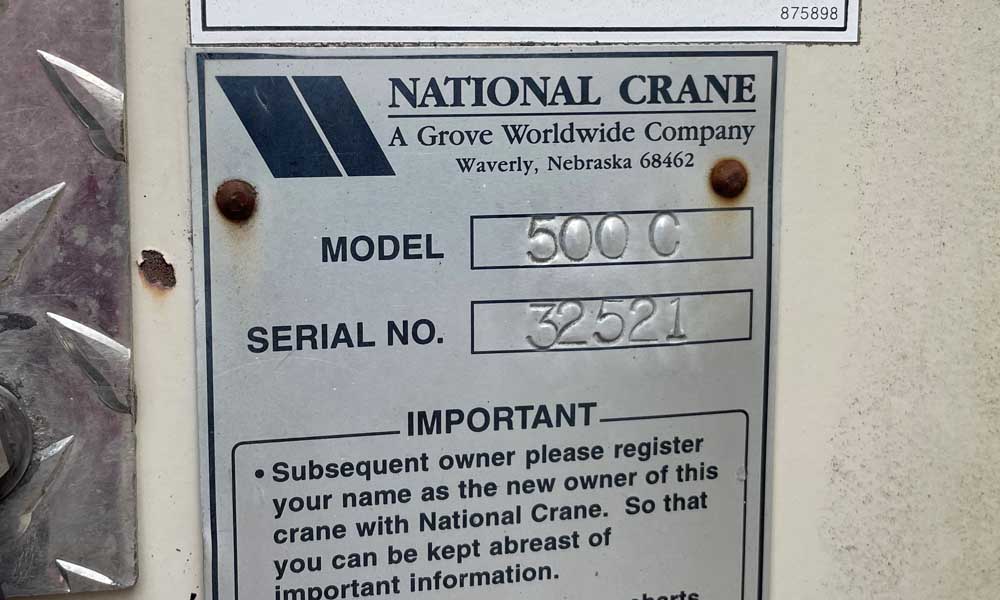 875898
NATIONAL CRANE
A Grove Worldwide Company
Waverly, Nebraska 68462
MODEL 500 C
SERIAL NO. 32521
IMPORTANT
• Subsequent owner please register
your name as the new owner of this
crane with National Crane. So that
you can be kept abreast of
important information.
charts